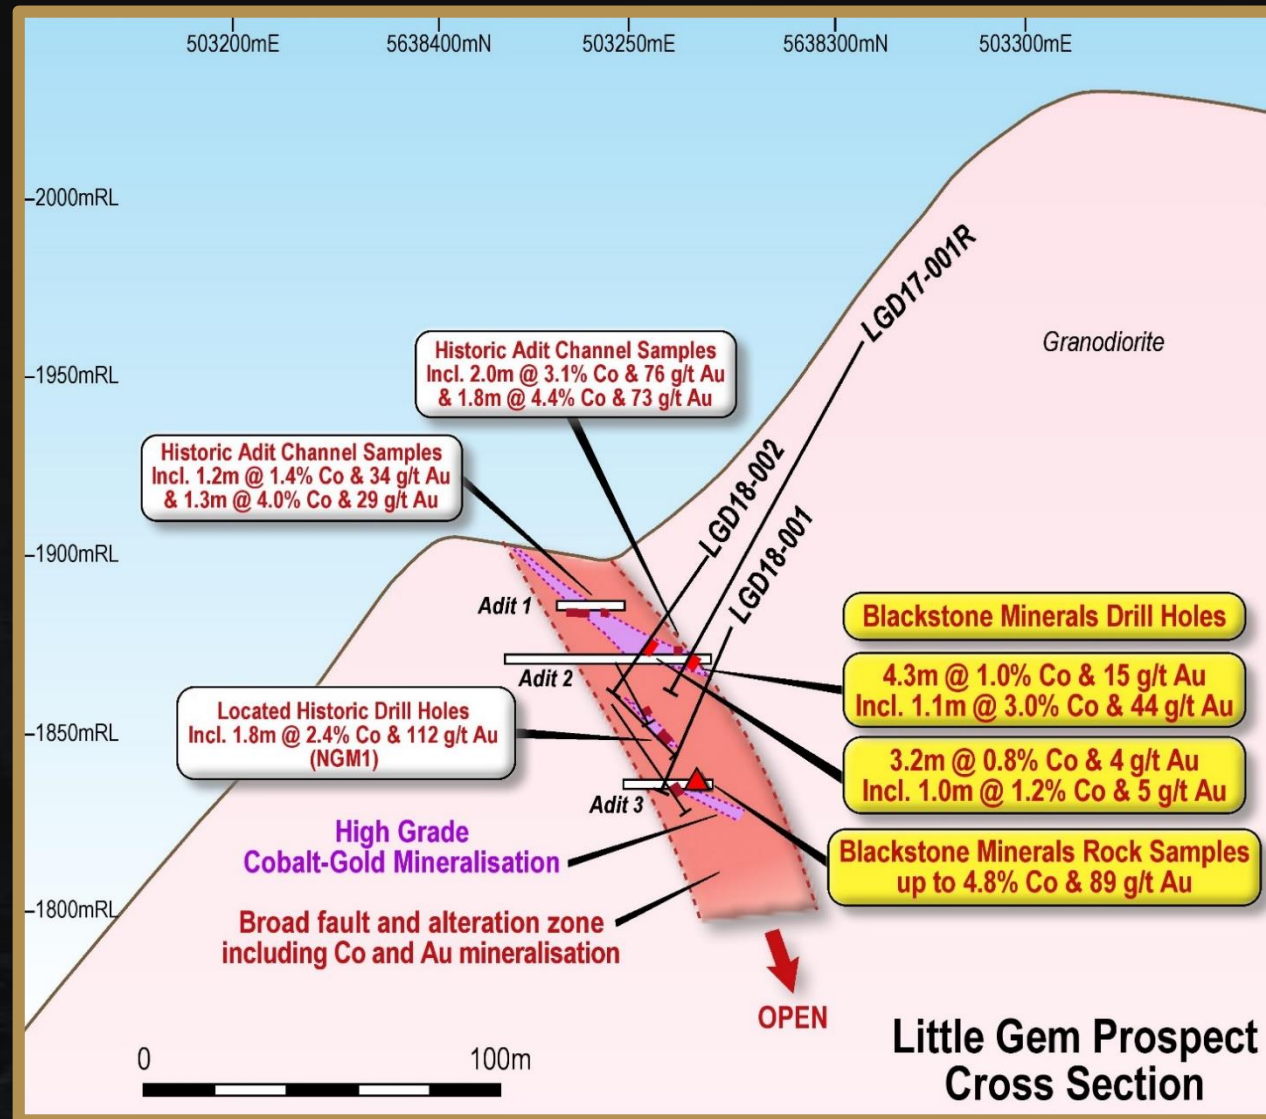 503200mE
5638400mN
503250mE
5638300mN
503300mE
2000mRL
1950mRL
1900mRL
1850mRL
1800mRL
LGD17-001R
Granodiorite
Historic Adit Channel Samples
Incl. 2.0m @ 3.1% Co & 76 g/t Au
& 1.8m @ 4.4% Co & 73 g/t Au
Historic Adit Channel Samples
Incl. 1.2m @ 1.4% Co & 34 g/t Au
& 1.3m @ 4.0% Co & 29 g/t Au
LGD18-002
LGD18-001
Adit 1
Adit 2
Adit 3
Blackstone Minerals Drill Holes
4.3m @ 1.0% Co & 15 g/t Au
Incl. 1.1m @ 3.0% Co & 44 g/t Au
3.2m @ 0.8% Co & 4 g/t Au
Incl. 1.0m @ 1.2% Co & 5 g/t Au
Blackstone Minerals Rock Samples
up to 4.8% Co & 89 g/t Au
Located Historic Drill Holes
Incl. 1.8m @ 2.4% Co & 112 g/t Au
(NGM1)
High Grade
Cobalt-Gold Mineralisation
Broad fault and alteration zone
including Co and Au mineralisation
OPEN
0
100m
Little Gem Prospect
Cross Section